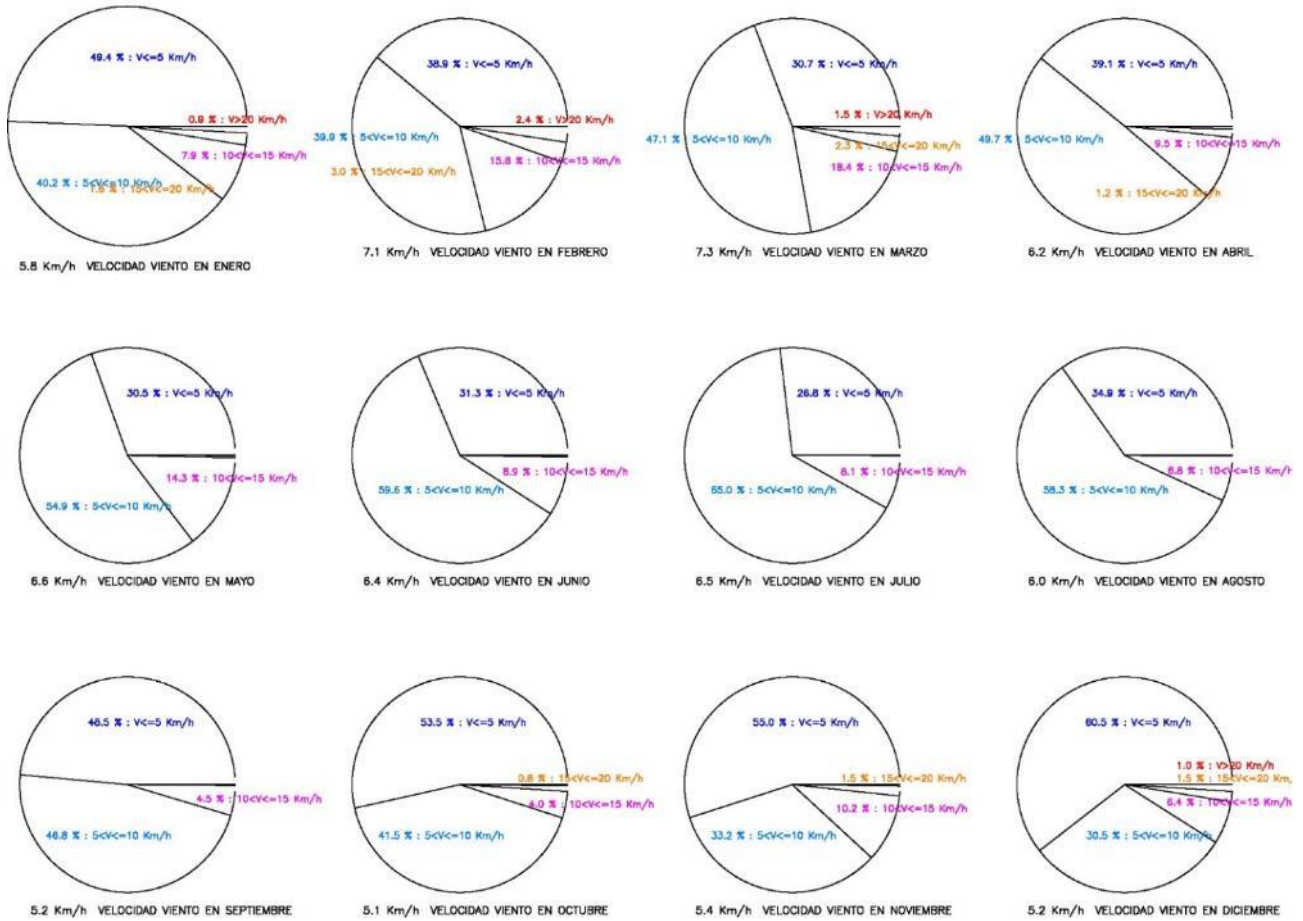 49.4 % : V<=5 Km/h
0.9 % : V>20 Km/h
7.9 % : 10<V<=15 Km/h
40.2 % : 5<V<=10 Km/h
1.6 % : 15<V<=20 Km/h
5.8 Km/h VELOCIDAD VIENTO EN ENERO
38.9 % : V<=5 Km/h
2.4 % : V>20 Km/h
39.9 % : 5<V<=10 Km/h
15.8 % : 10<V<=15 Km/h
3.0 % : 15<V<=20 Km/h
7.1 Km/h VELOCIDAD VIENTO EN FEBRERO
30.7 % : V<=5 Km/h
1.5 % : V>20 Km/h
47.1 % : 5<V<=10 Km/h
2.3 % : 15<V<=20 Km/h
18.4 % : 10<V<=15 Km/h
7.3 Km/h VELOCIDAD VIENTO EN MARZO
39.1 % : V<=5 Km/h
49.7 % : 5<V<=10 Km/h
9.5 % : 10<V<=15 Km/h
1.2 % : 15<V<=20 Km/h
6.2 Km/h VELOCIDAD VIENTO EN ABRIL
30.5 % : V<=5 Km/h
14.3 % : 10<V<=15 Km/h
54.9 % : 5<V<=10 Km/h
6.6 Km/h VELOCIDAD VIENTO EN MAYO
31.3 % : V<=5 Km/h
8.9 % : 10<V<=15 Km/h
59.6 % : 5<V<=10 Km/h
6.4 Km/h VELOCIDAD VIENTO EN JUNIO
26.8 % : V<=5 Km/h
8.1 % : 10<V<=15 Km/h
65.0 % : 5<V<=10 Km/h
6.5 Km/h VELOCIDAD VIENTO EN JULIO
34.9 % : V<=5 Km/h
6.8 % : 10<V<=15 Km/h
58.3 % : 5<V<=10 Km/h
6.0 Km/h VELOCIDAD VIENTO EN AGOSTO
48.5 % : V<=5 Km/h
4.5 % : 10<V<=15 Km/h
46.8 % : 5<V<=10 Km/h
5.2 Km/h VELOCIDAD VIENTO EN SEPTIEMBRE
53.5 % : V<=5 Km/h
0.8 % : 15<V<=20 Km/h
4.0 % : 10<V<=15 Km/h
41.5 % : 5<V<=10 Km/h
5.1 Km/h VELOCIDAD VIENTO EN OCTUBRE
55.0 % : V<=5 Km/h
1.5 % : 15<V<=20 Km/h
10.2 % : 10<V<=15 Km/h
33.2 % : 5<V<=10 Km/h
5.4 Km/h VELOCIDAD VIENTO EN NOVIEMBRE
60.5 % : V<=5 Km/h
1.0 % : V>20 Km/h
1.5 % : 15<V<=20 Km/
6.4 % : 10<V<=15 Km/h
30.5 % : 5<V<=10 Km/h
5.2 Km/h VELOCIDAD VIENTO EN DICIEMBRE